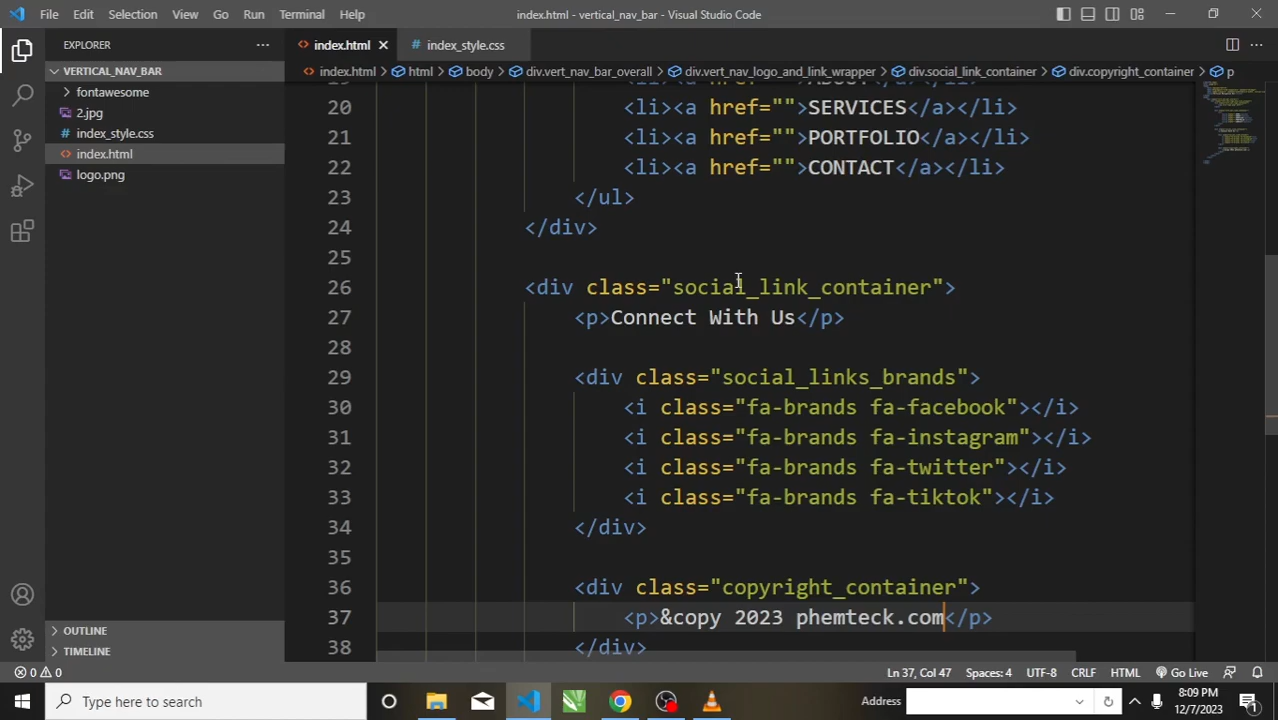 File Edit Selection View Go Run Terminal Help
index.html - vertical_nav_bar - Visual Studio Code
EXPLORER
index.html
index_style.css
VERTICAL_NAV_BAR
index.html > html > body > div.vert_nav_bar_overall > div.vert_nav_logo_and_link_wrapper > div.social_link_container > div.copyright_container > p
fontawesome
2.jpg
index_style.css
index.html
logo.png
20 <li><a href="">SERVICES</a></li>
21 <li><a href="">PORTFOLIO</a></li>
22 <li><a href="">CONTACT</a></li>
23 </ul>
24 </div>
25
26 <div class="social_link_container">
27 <p>Connect With Us</p>
28
29 <div class="social_links_brands">
30 <i class="fa-brands fa-facebook"></i>
31 <i class="fa-brands fa-instagram"></i>
32 <i class="fa-brands fa-twitter"></i>
33 <i class="fa-brands fa-tiktok"></i>
34 </div>
35
36 <div class="copyright_container">
37 <p>&copy 2023 phemteck.com</p>
38 </div>
OUTLINE
TIMELINE
0 0
Ln 37, Col 47 Spaces: 4 UTF-8 CRLF HTML Go Live
Type here to search
Address
8:09 PM
12/7/2023
1